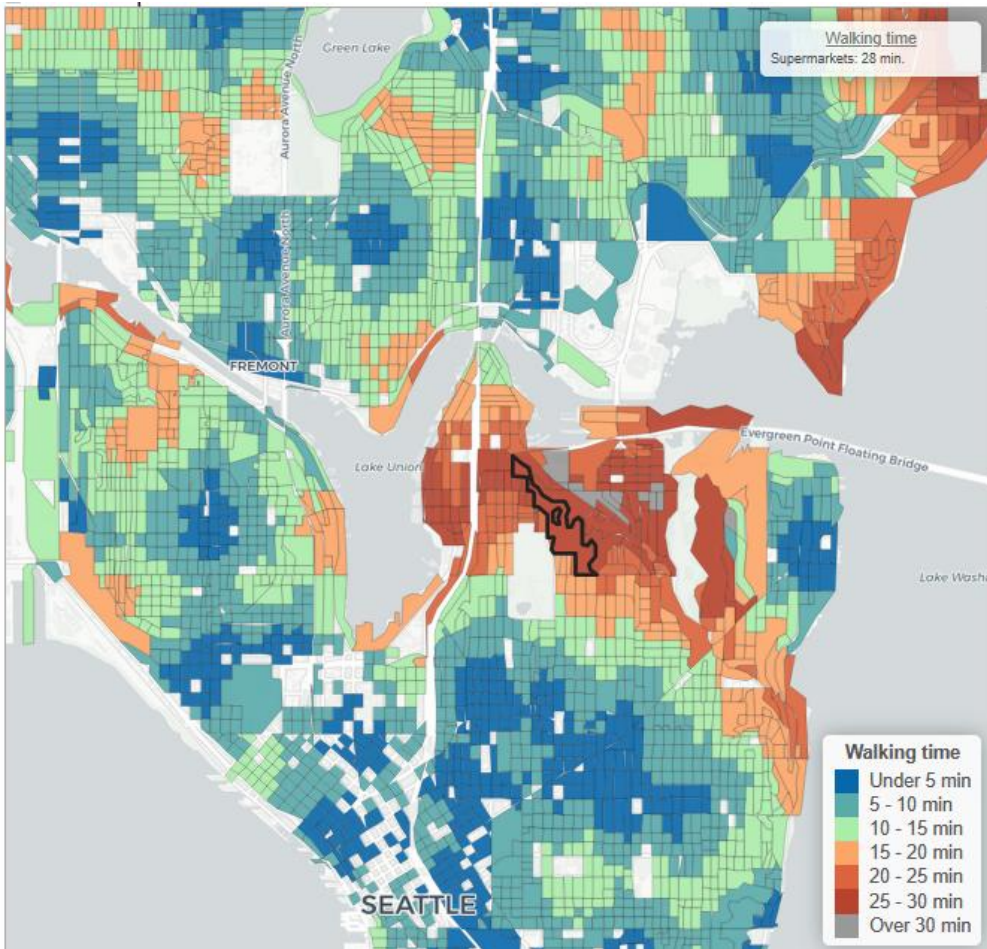 Green Lake
Walking time
Supermarkets: 28 min.
Aurora Avenue North
Aurora Avenue North
FREMONT
Evergreen Point Floating Bridge
Lake Union
Lake Wash
SEATTLE
Walking time
Under 5 min
5 - 10 min
10 - 15 min
15 - 20 min
20 - 25 min
25 - 30 min
Over 30 min